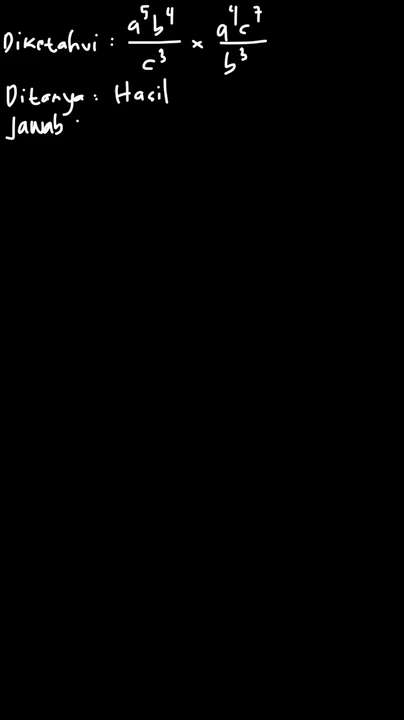 Diketahui : a⁵b⁴/c³ × a⁴c⁷/b³
Ditanya : Hasil
Jawab :